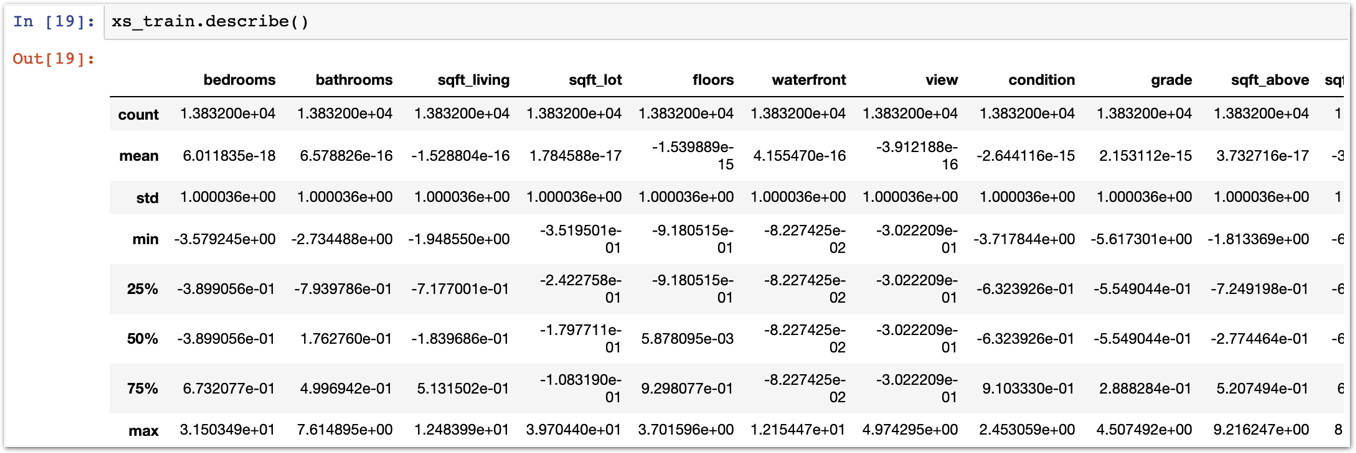 In [19]: xs_train.describe()
Out[19]:
bedrooms bathrooms sqft_living sqft_lot floors waterfront view condition grade sqft_above sqf
count 1.383200e+04 1.383200e+04 1.383200e+04 1.383200e+04 1.383200e+04 1.383200e+04 1.383200e+04 1.383200e+04 1.383200e+04 1.383200e+04 1
mean 6.011835e-18 6.578826e-16 -1.528804e-16 1.784588e-17 -1.539889e-15 4.155470e-16 -3.912188e-16 -2.644116e-15 2.153112e-15 3.732716e-17 -3
std 1.000036e+00 1.000036e+00 1.000036e+00 1.000036e+00 1.000036e+00 1.000036e+00 1.000036e+00 1.000036e+00 1.000036e+00 1.000036e+00 1
min -3.579245e+00 -2.734488e+00 -1.948550e+00 -3.519501e-01 -9.180515e-01 -8.227425e-02 -3.022209e-01 -3.717844e+00 -5.617301e+00 -1.813369e+00 -6
25% -3.899056e-01 -7.939786e-01 -7.177001e-01 -2.422758e-01 -9.180515e-01 -8.227425e-02 -3.022209e-01 -6.323926e-01 -5.549044e-01 -7.249198e-01 -6
50% -3.899056e-01 1.762760e-01 -1.839686e-01 -1.797711e-01 5.878095e-03 -8.227425e-02 -3.022209e-01 -6.323926e-01 -5.549044e-01 -2.774464e-01 -6
75% 6.732077e-01 4.996942e-01 5.131502e-01 -1.083190e-01 9.298077e-01 -8.227425e-02 -3.022209e-01 9.103330e-01 2.888284e-01 5.207494e-01 6
max 3.150349e+01 7.614895e+00 1.248399e+01 3.970440e+01 3.701596e+00 1.215447e+01 4.974295e+00 2.453059e+00 4.507492e+00 9.216247e+00 8